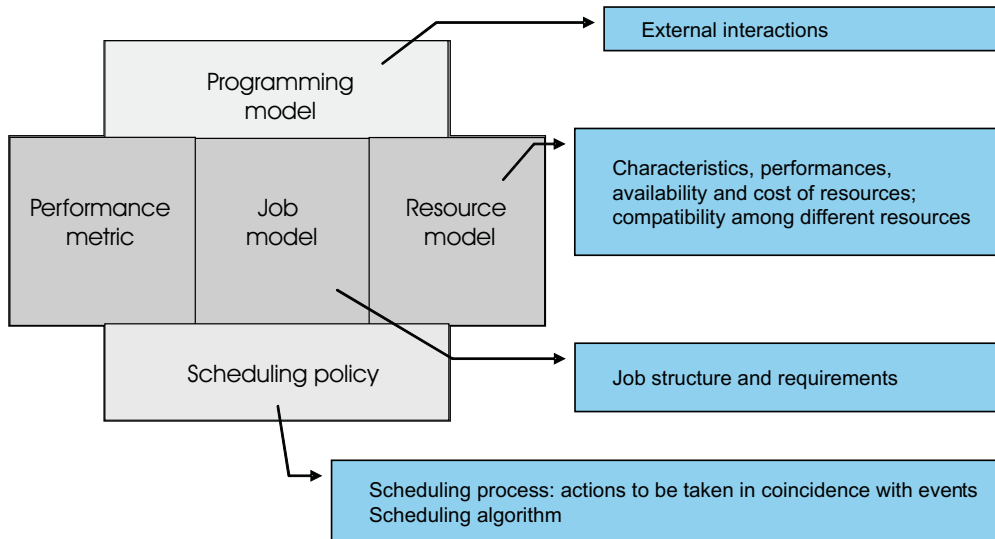 External interactions
Programming
model
Characteristics, performances,
availability and cost of resources;
compatibility among different resources
Performance
metric
Job
model
Resource
model
Scheduling policy
Job structure and requirements
Scheduling process: actions to be taken in coincidence with events
Scheduling algorithm